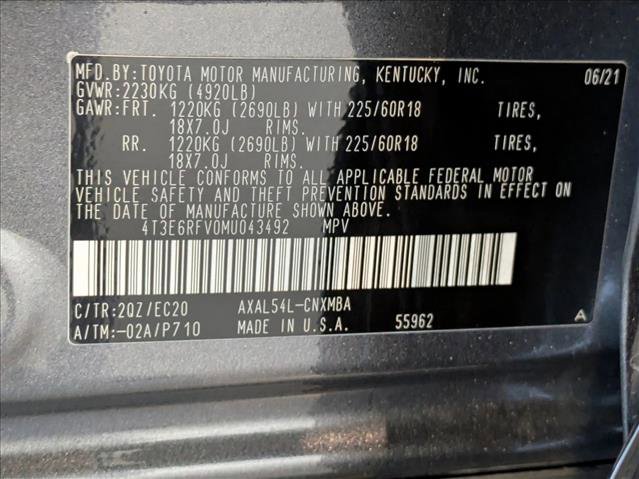 MFD.BY:TOYOTA MOTOR MANUFACTURING, KENTUCKY, INC. 06/21
GVWR:2230KG (4920LB)
GAWR:FRT. 1220KG (2690LB) WITH 225/60R18 TIRES,
18X7.0J RIMS.
RR. 1220KG (2690LB) WITH 225/60R18 TIRES,
18X7.0J RIMS.
THIS VEHICLE CONFORMS TO ALL APPLICABLE FEDERAL MOTOR
VEHICLE SAFETY AND THEFT PREVENTION STANDARDS IN EFFECT ON
THE DATE OF MANUFACTURE SHOWN ABOVE.
4T3E6RFV0MU043492 MPV
C/TR:2QZ/EC20 AXAL54L-CNXMBA
A/TM:-02A/P710 MADE IN U.S.A. 55962 A